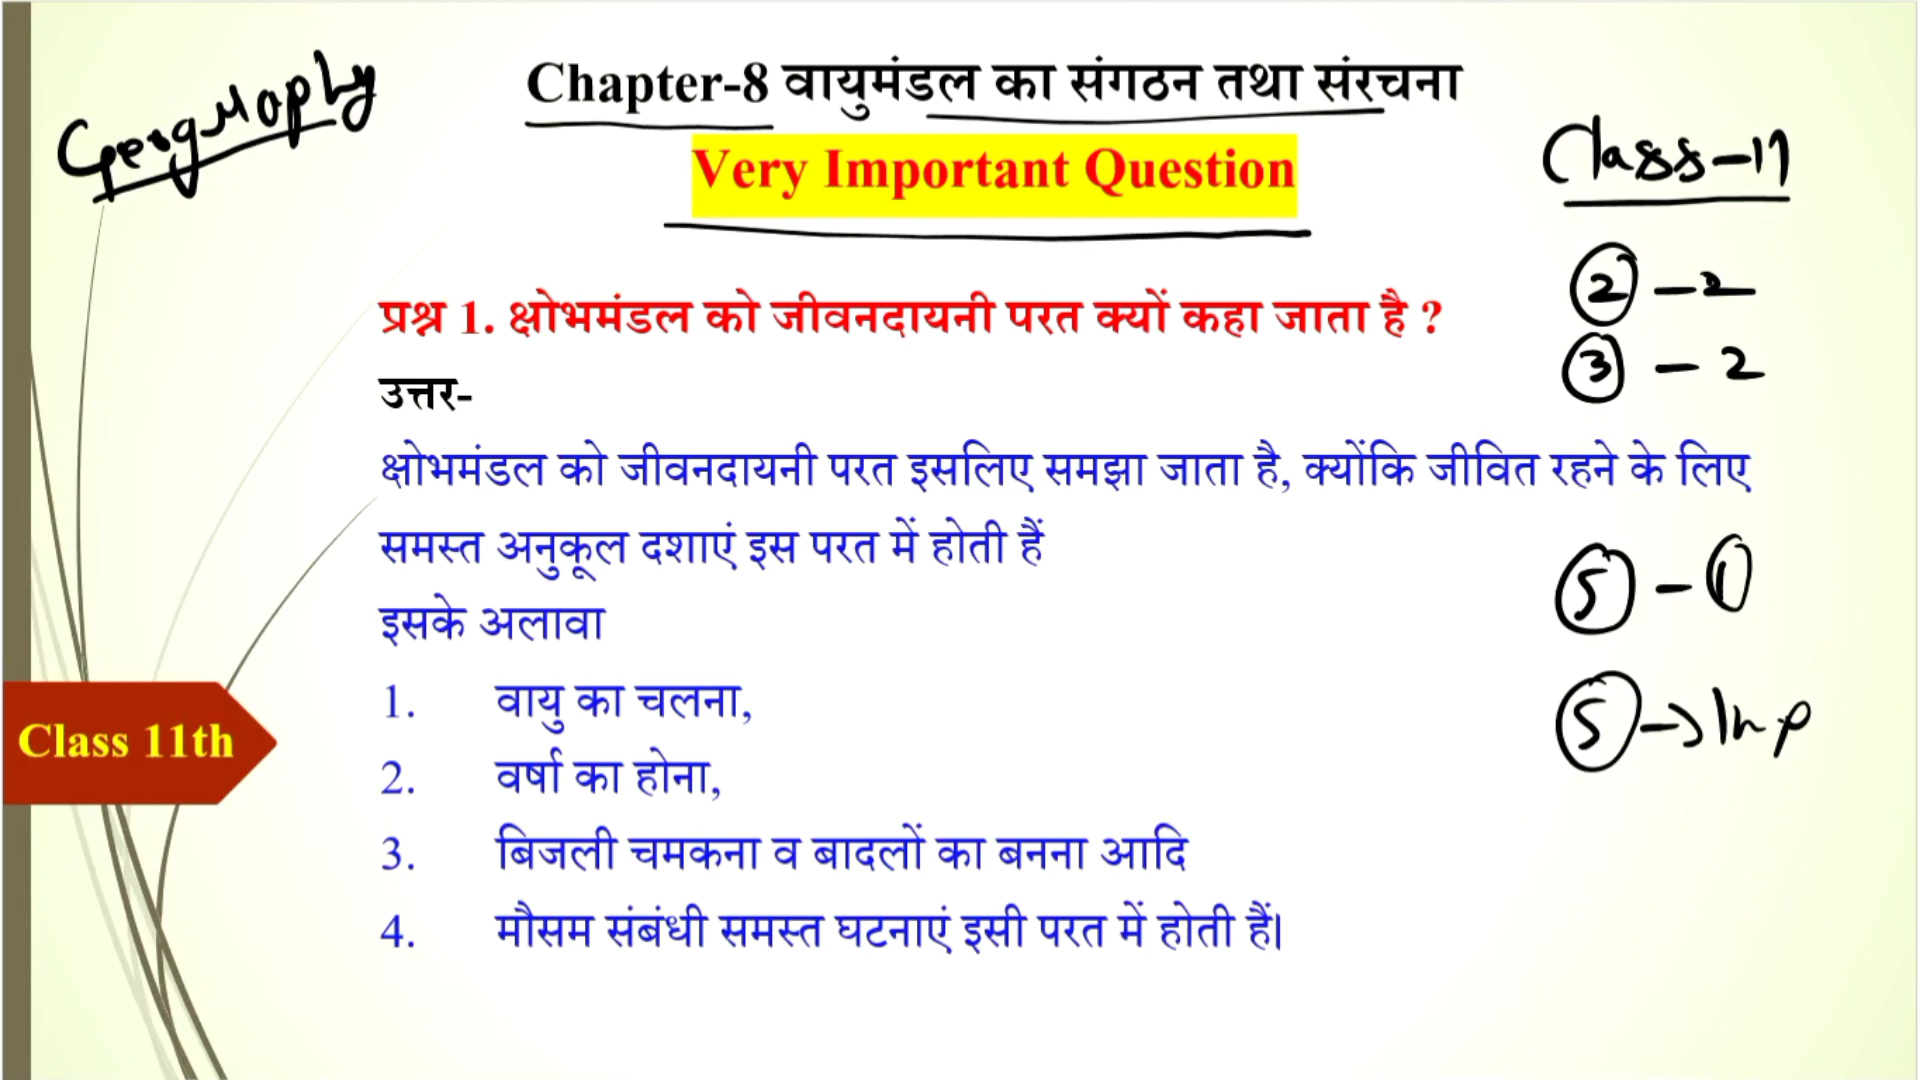 Geography
Chapter-8 वायुमंडल का संगठन तथा संरचना
Very Important Question
Class-11
2 - 2
3 - 2
प्रश्न 1. क्षोभमंडल को जीवनदायनी परत क्यों कहा जाता है ?
उत्तर-
क्षोभमंडल को जीवनदायनी परत इसलिए समझा जाता है, क्योंकि जीवित रहने के लिए
समस्त अनुकूल दशाएं इस परत में होती हैं
इसके अलावा
1. वायु का चलना,
2. वर्षा का होना,
3. बिजली चमकना व बादलों का बनना आदि
4. मौसम संबंधी समस्त घटनाएं इसी परत में होती हैं।
5 - 1
5 → Imp
Class 11th